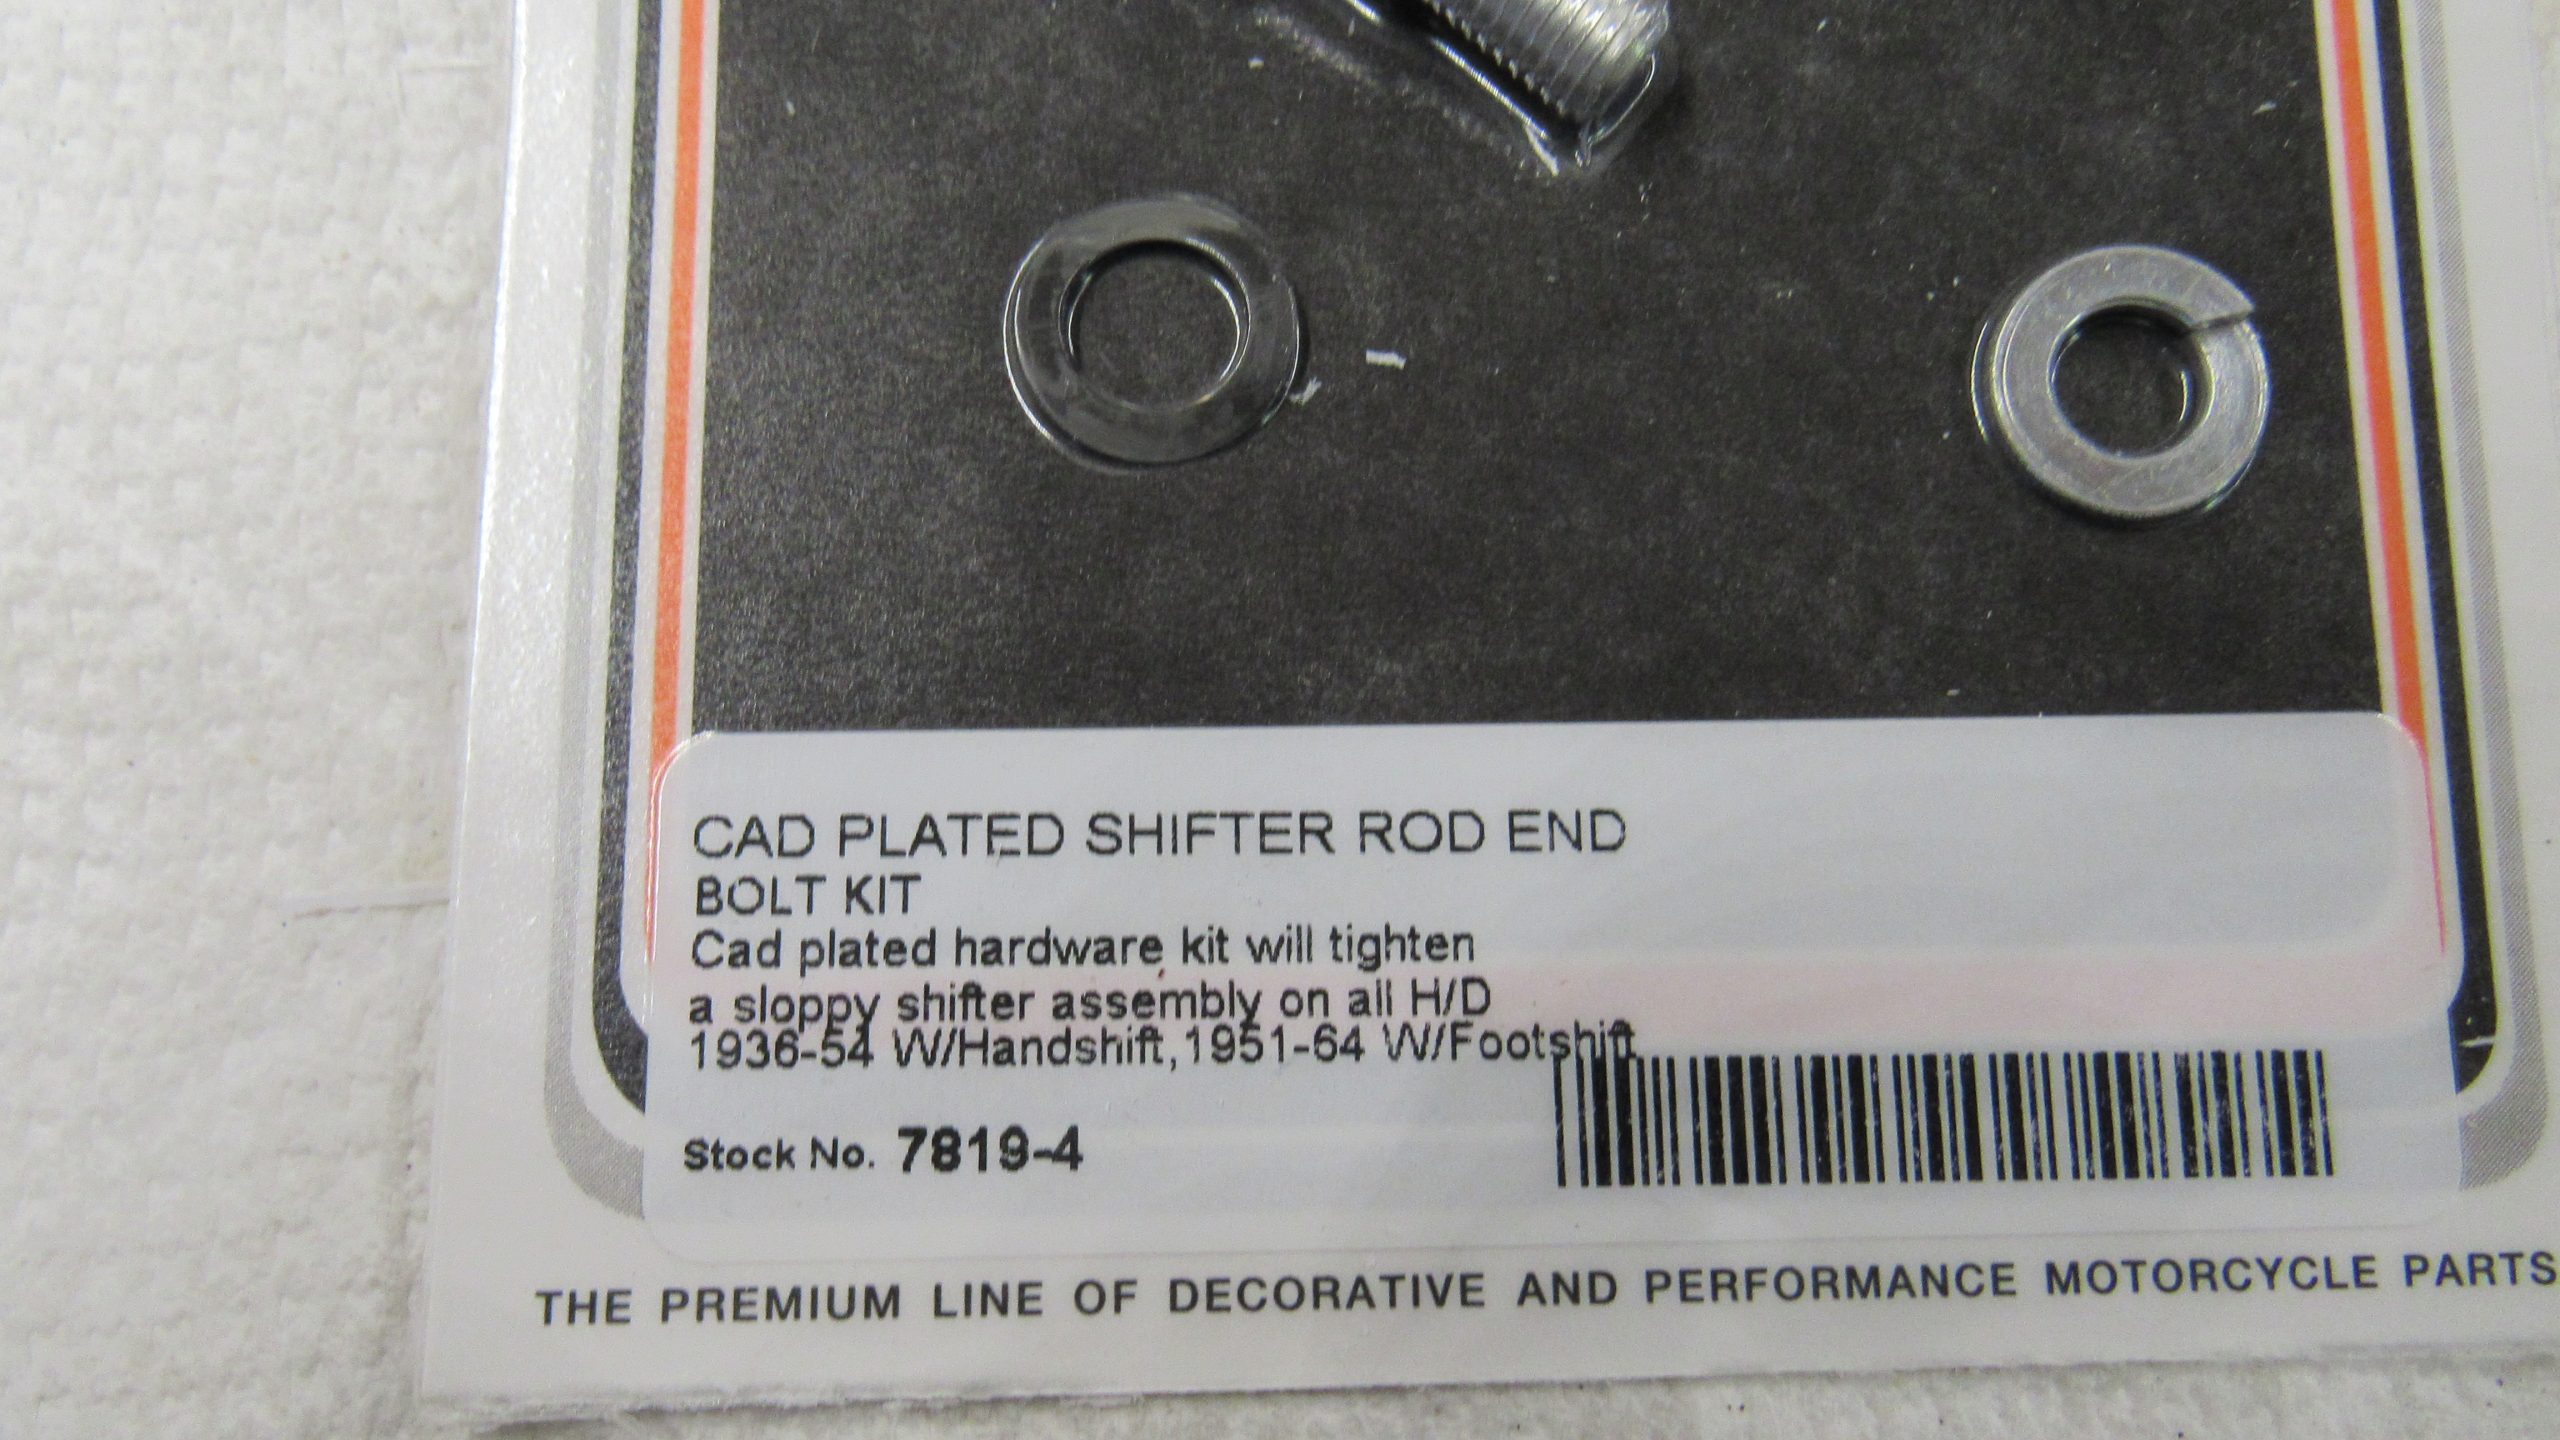 CAD PLATED SHIFTER ROD END
BOLT KIT
Cad plated hardware kit will tighten
a sloppy shifter assembly on all H/D
1936-54 W/Handshift,1951-64 W/Footshift
Stock No. 7819-4
THE PREMIUM LINE OF DECORATIVE AND PERFORMANCE MOTORCYCLE PARTS